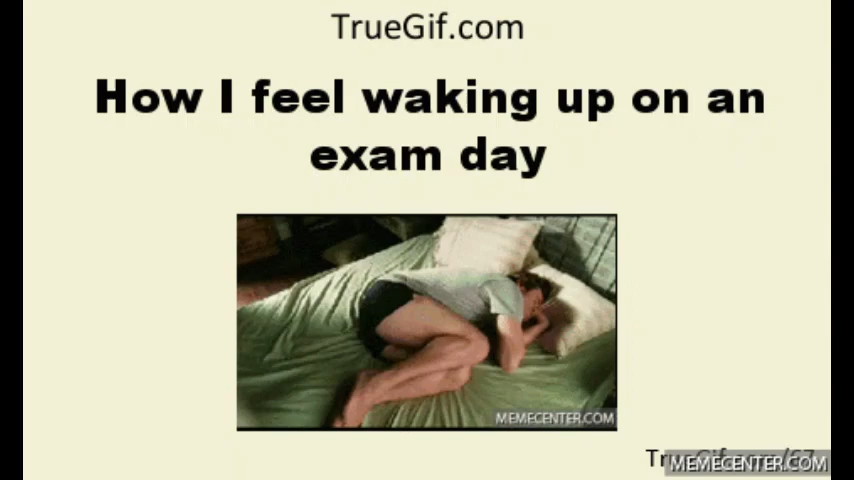 TrueGif.com
How I feel waking up on an
exam day
MEMECENTER.COM
MEMECENTER.COM